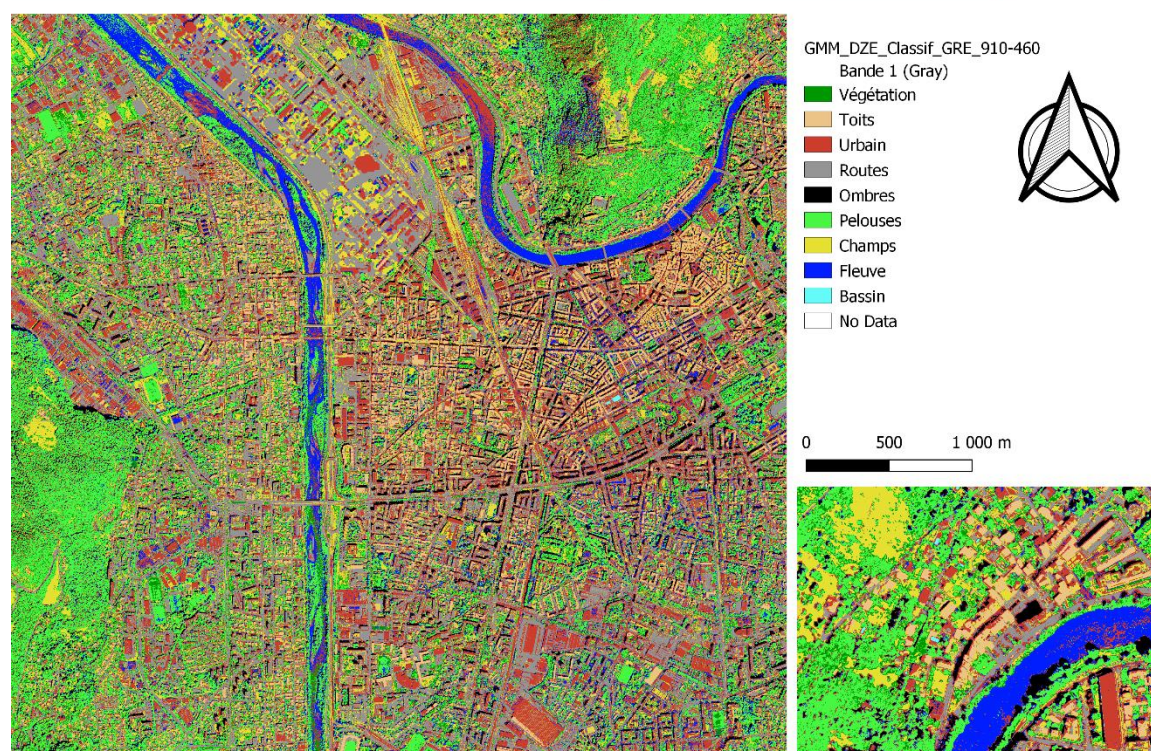 GMM_DZE_Classif_GRE_910-460
Bande 1 (Gray)
Végétation
Toits
Urbain
Routes
Ombres
Pelouses
Champs
Fleuve
Bassin
No Data
0 500 1 000 m